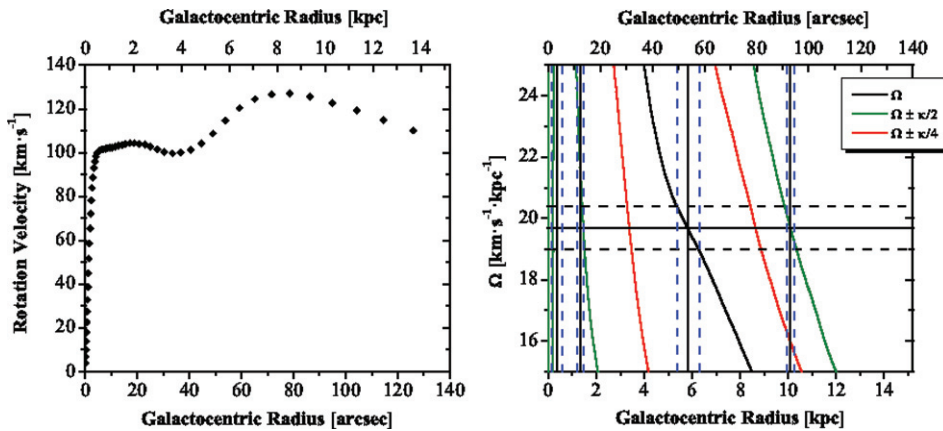 Galactocentric Radius [kpc]
0 2 4 6 8 10 12 14
140
120
100
80
60
40
20
0
Rotation Velocity [km·s⁻¹]
0 20 40 60 80 100 120 140
Galactocentric Radius [arcsec]
Galactocentric Radius [arcsec]
0 20 40 60 80 100 120 140
24
22
20
18
16
Ω [km·s⁻¹·kpc⁻¹]
Ω
Ω ± κ/2
Ω ± κ/4
0 2 4 6 8 10 12 14
Galactocentric Radius [kpc]